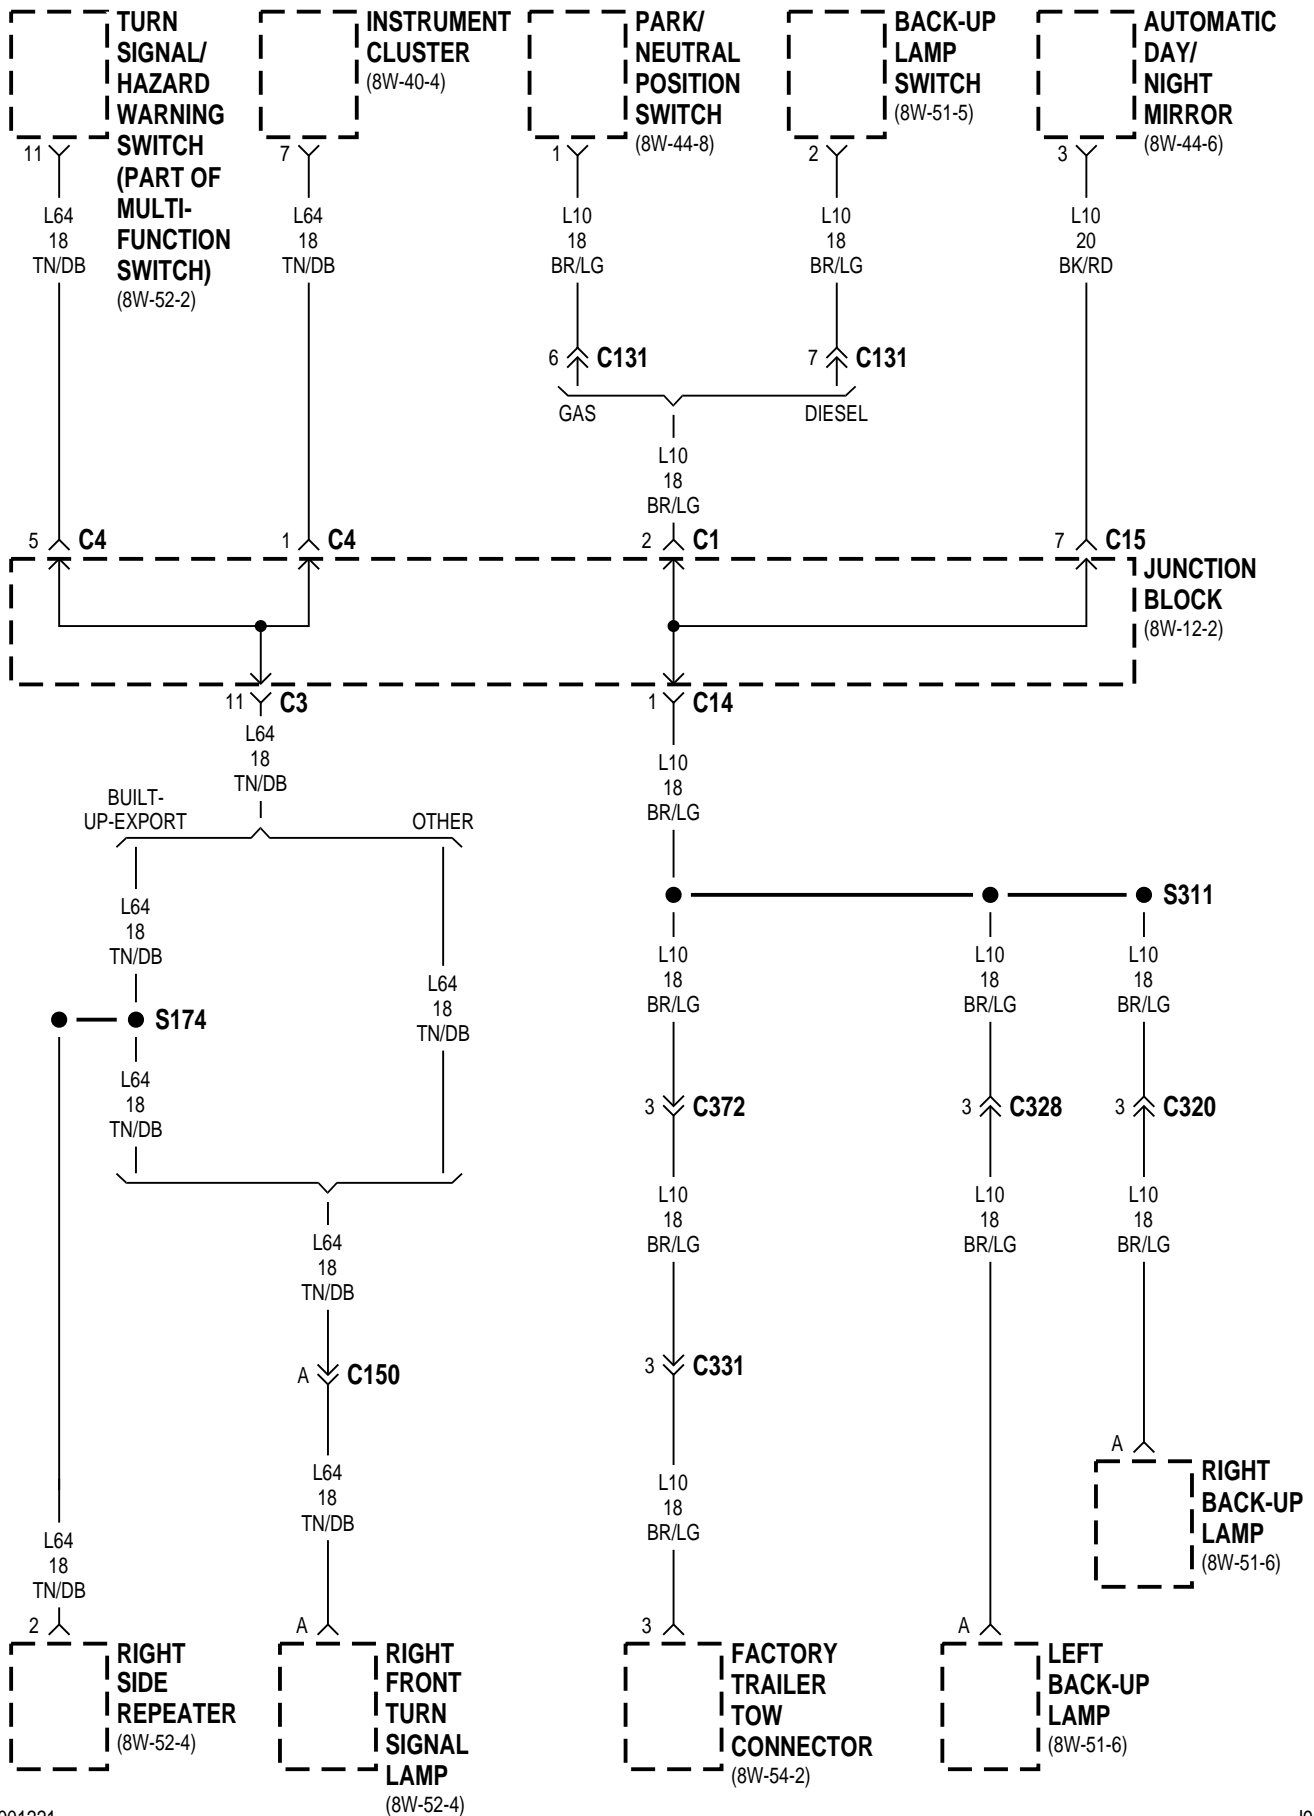 TURN
SIGNAL/
HAZARD
WARNING
SWITCH
(PART OF
MULTI-
FUNCTION
SWITCH)
(8W-52-2)
INSTRUMENT
CLUSTER
(8W-40-4)
PARK/
NEUTRAL
POSITION
SWITCH
(8W-44-8)
BACK-UP
LAMP
SWITCH
(8W-51-5)
AUTOMATIC
DAY/
NIGHT
MIRROR
(8W-44-6)
11
7
1
2
3
L64
18
TN/DB
L64
18
TN/DB
L10
18
BR/LG
L10
18
BR/LG
L10
20
BK/RD
6 C131
7 C131
GAS
DIESEL
L10
18
BR/LG
5 C4
1 C4
2 C1
7 C15
JUNCTION
BLOCK
(8W-12-2)
11 C3
1 C14
L64
18
TN/DB
L10
18
BR/LG
BUILT-
UP-EXPORT
OTHER
L64
18
TN/DB
L64
18
TN/DB
S174
L64
18
TN/DB
S311
L10
18
BR/LG
L10
18
BR/LG
L10
18
BR/LG
3 C372
3 C328
3 C320
L10
18
BR/LG
L10
18
BR/LG
L10
18
BR/LG
L64
18
TN/DB
A C150
3 C331
L64
18
TN/DB
L10
18
BR/LG
A
RIGHT
BACK-UP
LAMP
(8W-51-6)
L64
18
TN/DB
2
RIGHT
SIDE
REPEATER
(8W-52-4)
A
RIGHT
FRONT
TURN
SIGNAL
LAMP
(8W-52-4)
3
FACTORY
TRAILER
TOW
CONNECTOR
(8W-54-2)
A
LEFT
BACK-UP
LAMP
(8W-51-6)